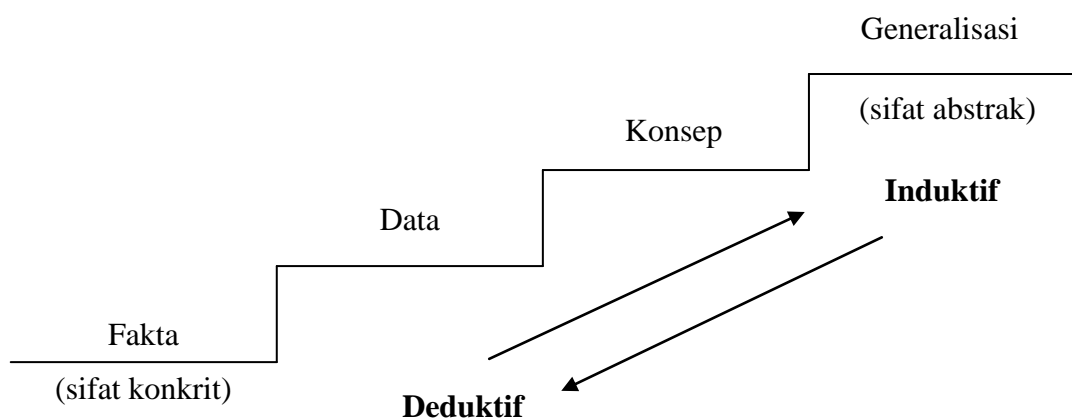 Generalisasi
(sifat abstrak)
Konsep
Induktif
Data
Fakta
(sifat konkrit)
Deduktif